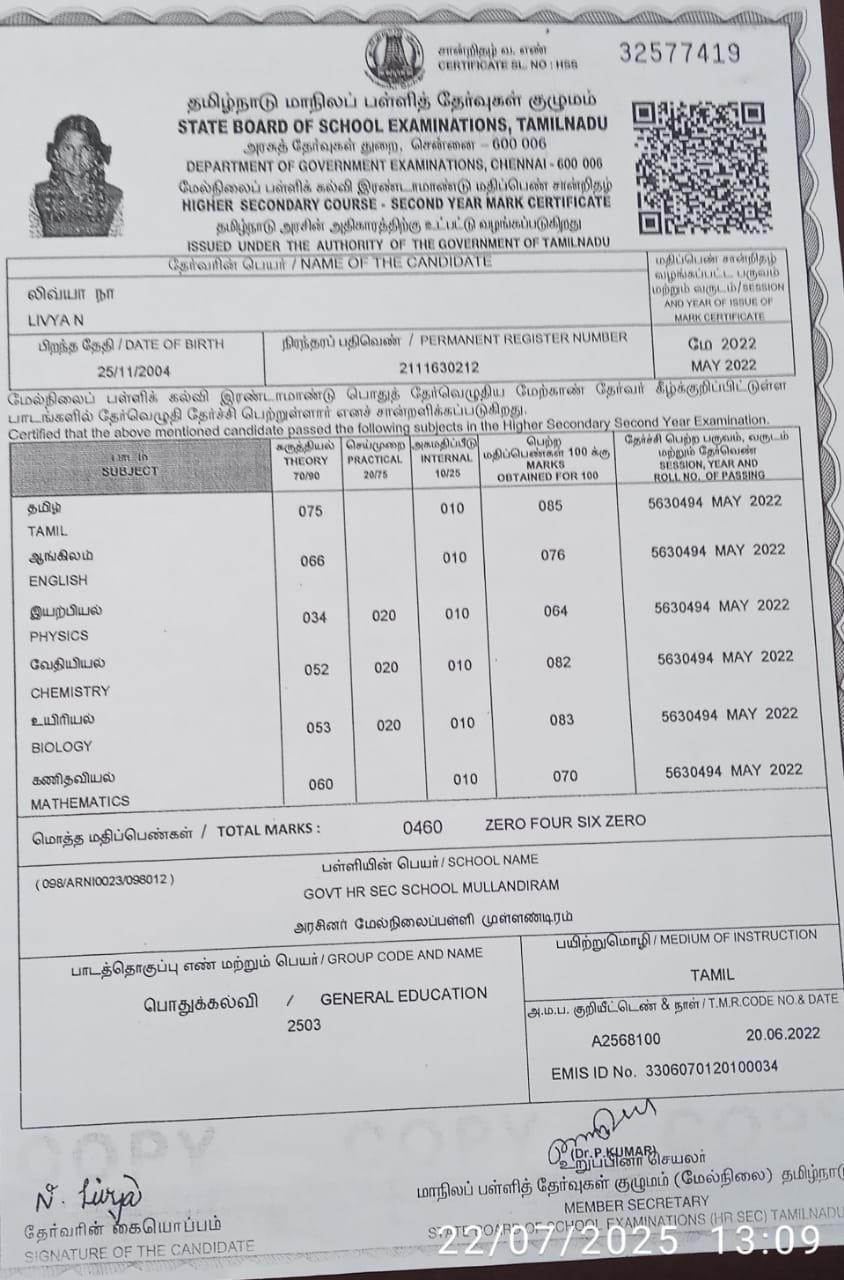 சான்றிதழ் வ. எண்
CERTIFICATE SL. NO : HSS 32577419
தமிழ்நாடு மாநிலப் பள்ளித் தேர்வுகள் குழுமம்
STATE BOARD OF SCHOOL EXAMINATIONS, TAMILNADU
அரசுத் தேர்வுகள் துறை, சென்னை – 600 006
DEPARTMENT OF GOVERNMENT EXAMINATIONS, CHENNAI - 600 006
மேல்நிலைப் பள்ளிக் கல்வி இரண்டாமாண்டு மதிப்பெண் சான்றிதழ்
HIGHER SECONDARY COURSE - SECOND YEAR MARK CERTIFICATE
தமிழ்நாடு அரசின் அதிகாரத்திற்கு உட்பட்டு வழங்கப்படுகிறது
ISSUED UNDER THE AUTHORITY OF THE GOVERNMENT OF TAMILNADU
தேர்வரின் பெயர் / NAME OF THE CANDIDATE
லிவ்யா நா
LIVYA N
மதிப்பெண் சான்றிதழ்
வழங்கப்பட்ட பருவம்
மற்றும் வருடம்/SESSION
AND YEAR OF ISSUE OF
MARK CERTIFICATE
மே 2022
MAY 2022
பிறந்த தேதி / DATE OF BIRTH
25/11/2004
நிரந்தரப் பதிவெண் / PERMANENT REGISTER NUMBER
2111630212
மேல்நிலைப் பள்ளிக் கல்வி இரண்டாமாண்டு பொதுத் தேர்வெழுதிய மேற்காண் தேர்வர் கீழ்க்குறிப்பிட்டுள்ள
பாடங்களில் தேர்வெழுதி தேர்ச்சி பெற்றுள்ளார் எனச் சான்றளிக்கப்படுகிறது.
Certified that the above mentioned candidate passed the following subjects in the Higher Secondary Second Year Examination.
பாடம்
SUBJECT
கருத்தியல்
THEORY
70/90
செய்முறை
PRACTICAL
20/75
அகமதிப்பீடு
INTERNAL
10/25
பெற்ற
மதிப்பெண்கள் 100 க்கு
MARKS
OBTAINED FOR 100
தேர்ச்சி பெற்ற பருவம், வருடம்
மற்றும் தேர்வெண்
SESSION, YEAR AND
ROLL NO. OF PASSING
தமிழ்
TAMIL 075 010 085 5630494 MAY 2022
ஆங்கிலம்
ENGLISH 066 010 076 5630494 MAY 2022
இயற்பியல்
PHYSICS 034 020 010 064 5630494 MAY 2022
வேதியியல்
CHEMISTRY 052 020 010 082 5630494 MAY 2022
உயிரியல்
BIOLOGY 053 020 010 083 5630494 MAY 2022
கணிதவியல்
MATHEMATICS 060 010 070 5630494 MAY 2022
மொத்த மதிப்பெண்கள் / TOTAL MARKS : 0460 ZERO FOUR SIX ZERO
பள்ளியின் பெயர் / SCHOOL NAME
(098/ARNI0023/098012) GOVT HR SEC SCHOOL MULLANDIRAM
அரசினர் மேல்நிலைப்பள்ளி முள்ளண்டிரம்
பாடத்தொகுப்பு எண் மற்றும் பெயர் / GROUP CODE AND NAME
பொதுக்கல்வி / GENERAL EDUCATION
2503
பயிற்றுமொழி / MEDIUM OF INSTRUCTION
TAMIL
அ.ம.ப. குறியீட்டெண் & நாள் / T.M.R.CODE NO.& DATE
A2568100 20.06.2022
EMIS ID No. 3306070120100034
COPY COPY COPY
N. Livya
தேர்வரின் கையொப்பம்
SIGNATURE OF THE CANDIDATE
(Dr.P.KUMAR)
உறுப்பினர் செயலர்
மாநிலப் பள்ளித் தேர்வுகள் குழுமம் (மேல்நிலை) தமிழ்நாடு
MEMBER SECRETARY
STATE BOARD OF SCHOOL EXAMINATIONS (HR SEC) TAMILNADU
22/07/2025 13:09